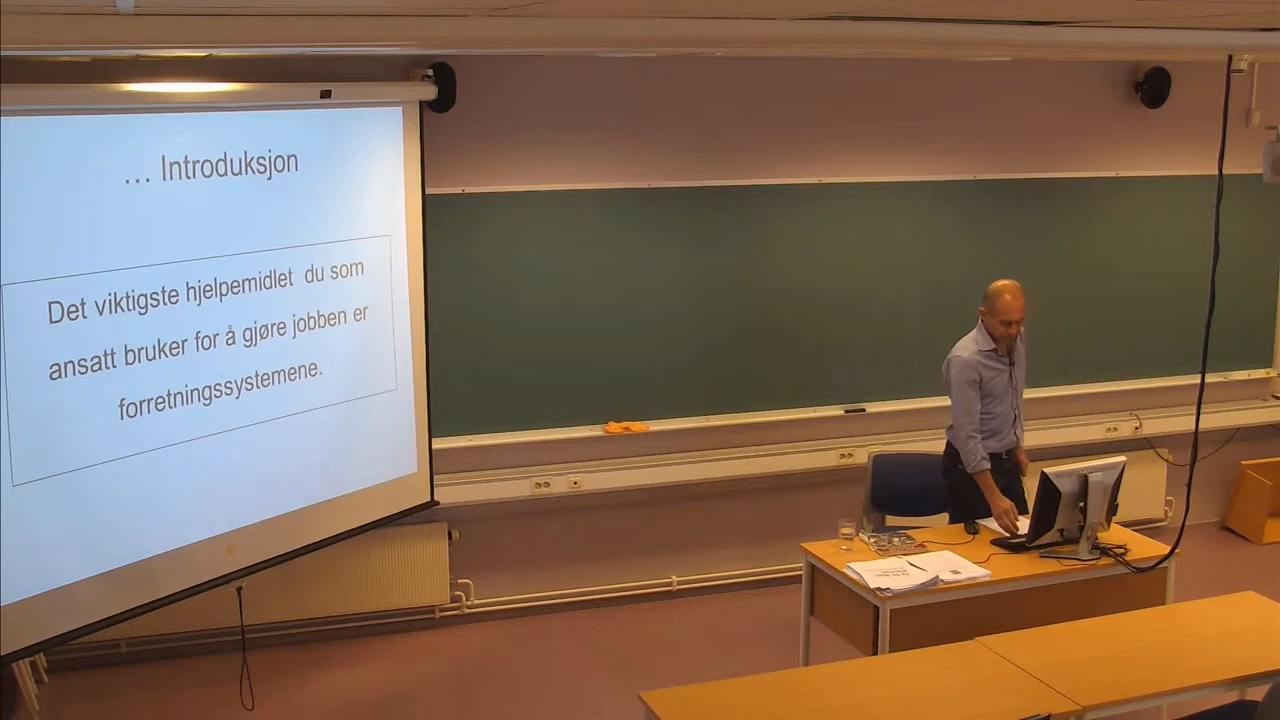 ... Introduksjon
Det viktigste hjelpemidlet du som
ansatt bruker for å gjøre jobben er
forretningssystemene.